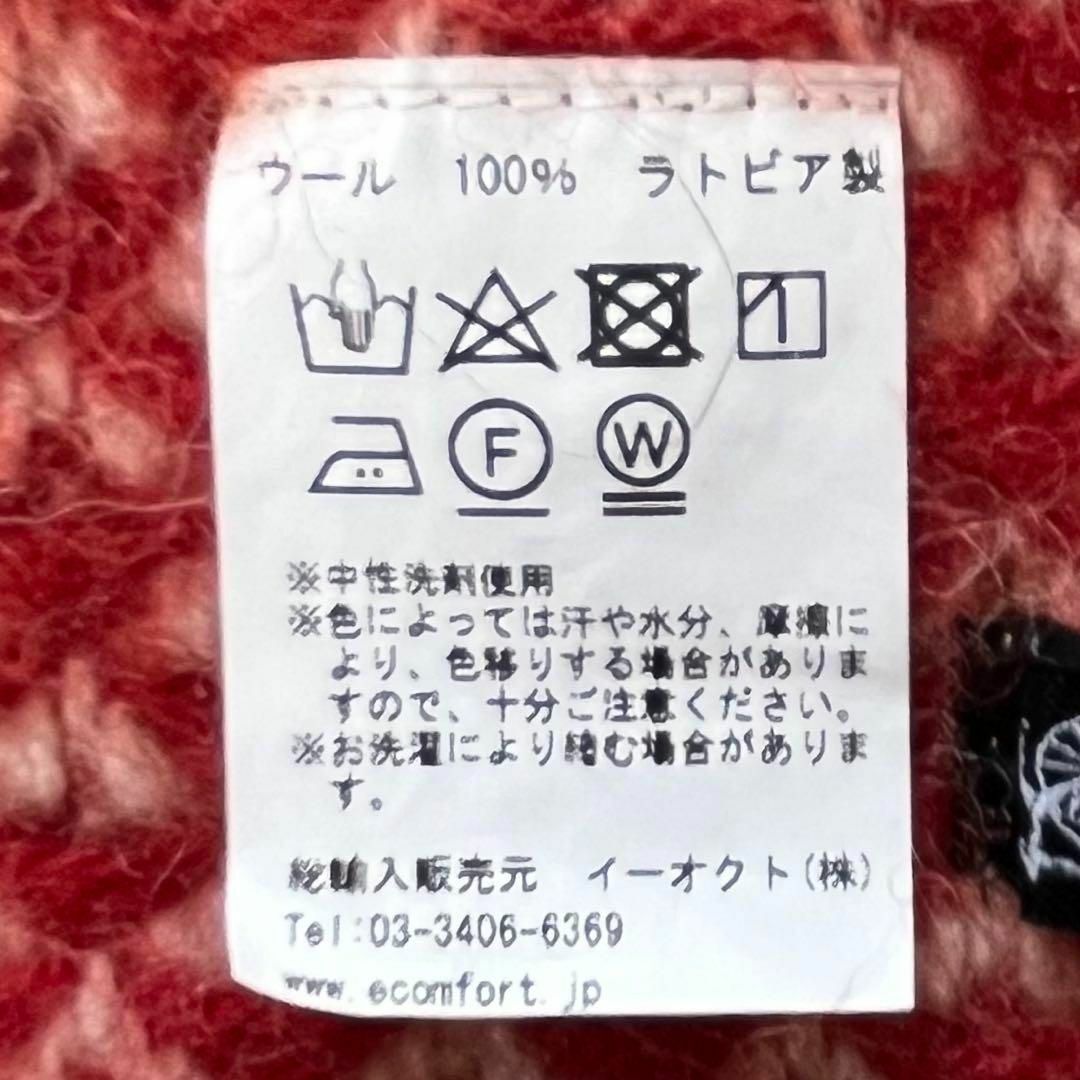 ウール 100% ラトビア製
F W
※中性洗剤使用
※色によっては汗や水分、摩擦に
より、色移りする場合がありま
すので、十分ご注意ください。
※お洗濯により縮む場合がありま
す。
総輸入販売元 イーオクト(株)
Tel:03-3406-6369
www.ecomfort.jp